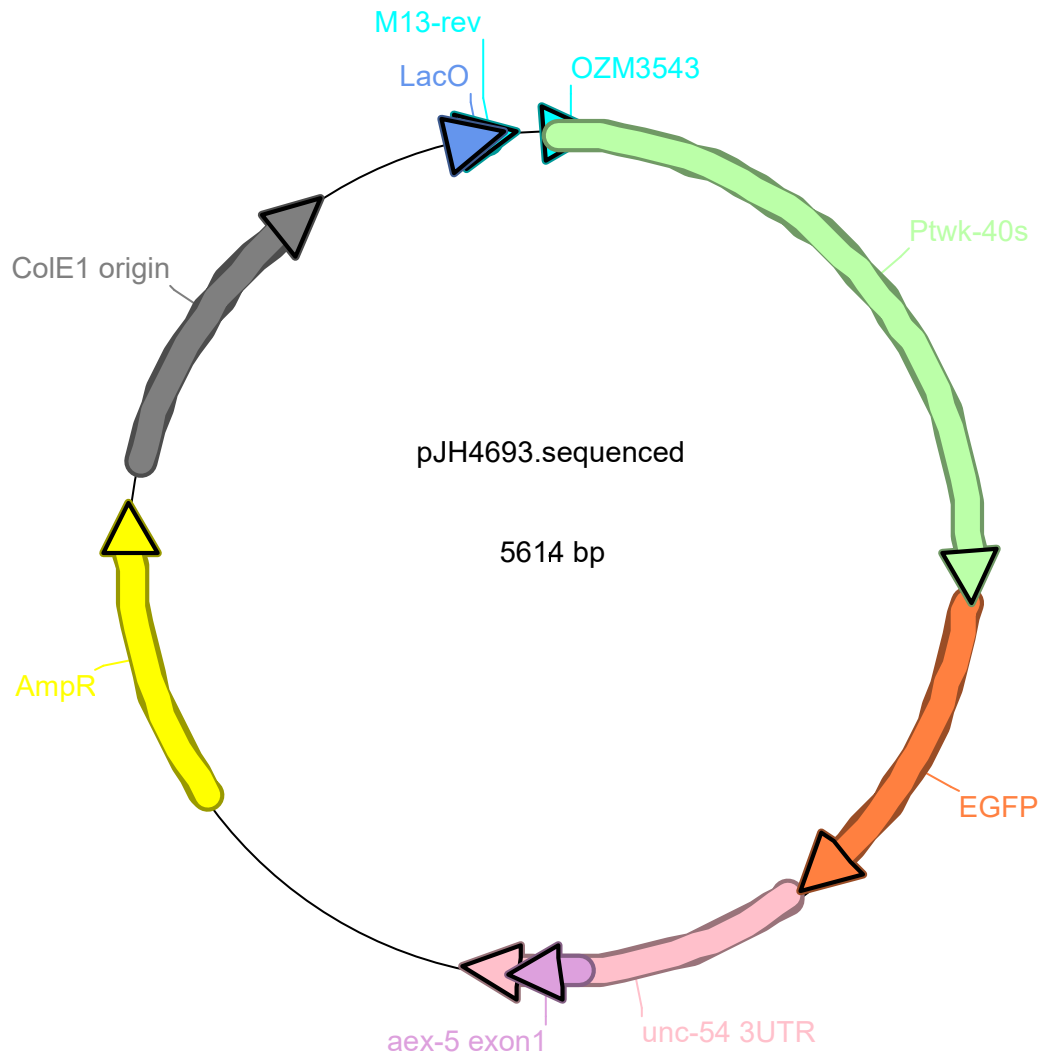 M13-rev
LacO
OZM3543
Ptwk-40s
ColE1 origin
pJH4693.sequenced
5614 bp
AmpR
EGFP
unc-54 3UTR
aex-5 exon1